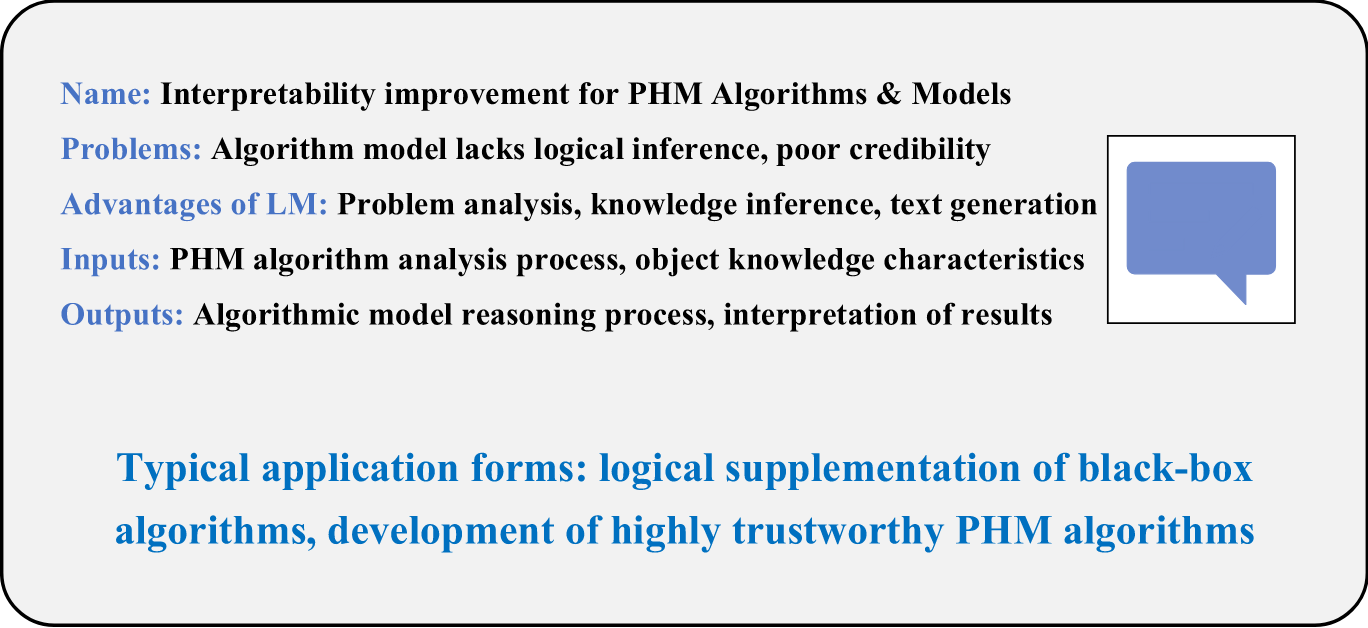 Name: Interpretability improvement for PHM Algorithms & Models
Problems: Algorithm model lacks logical inference, poor credibility
Advantages of LM: Problem analysis, knowledge inference, text generation
Inputs: PHM algorithm analysis process, object knowledge characteristics
Outputs: Algorithmic model reasoning process, interpretation of results
Typical application forms: logical supplementation of black-box
algorithms, development of highly trustworthy PHM algorithms